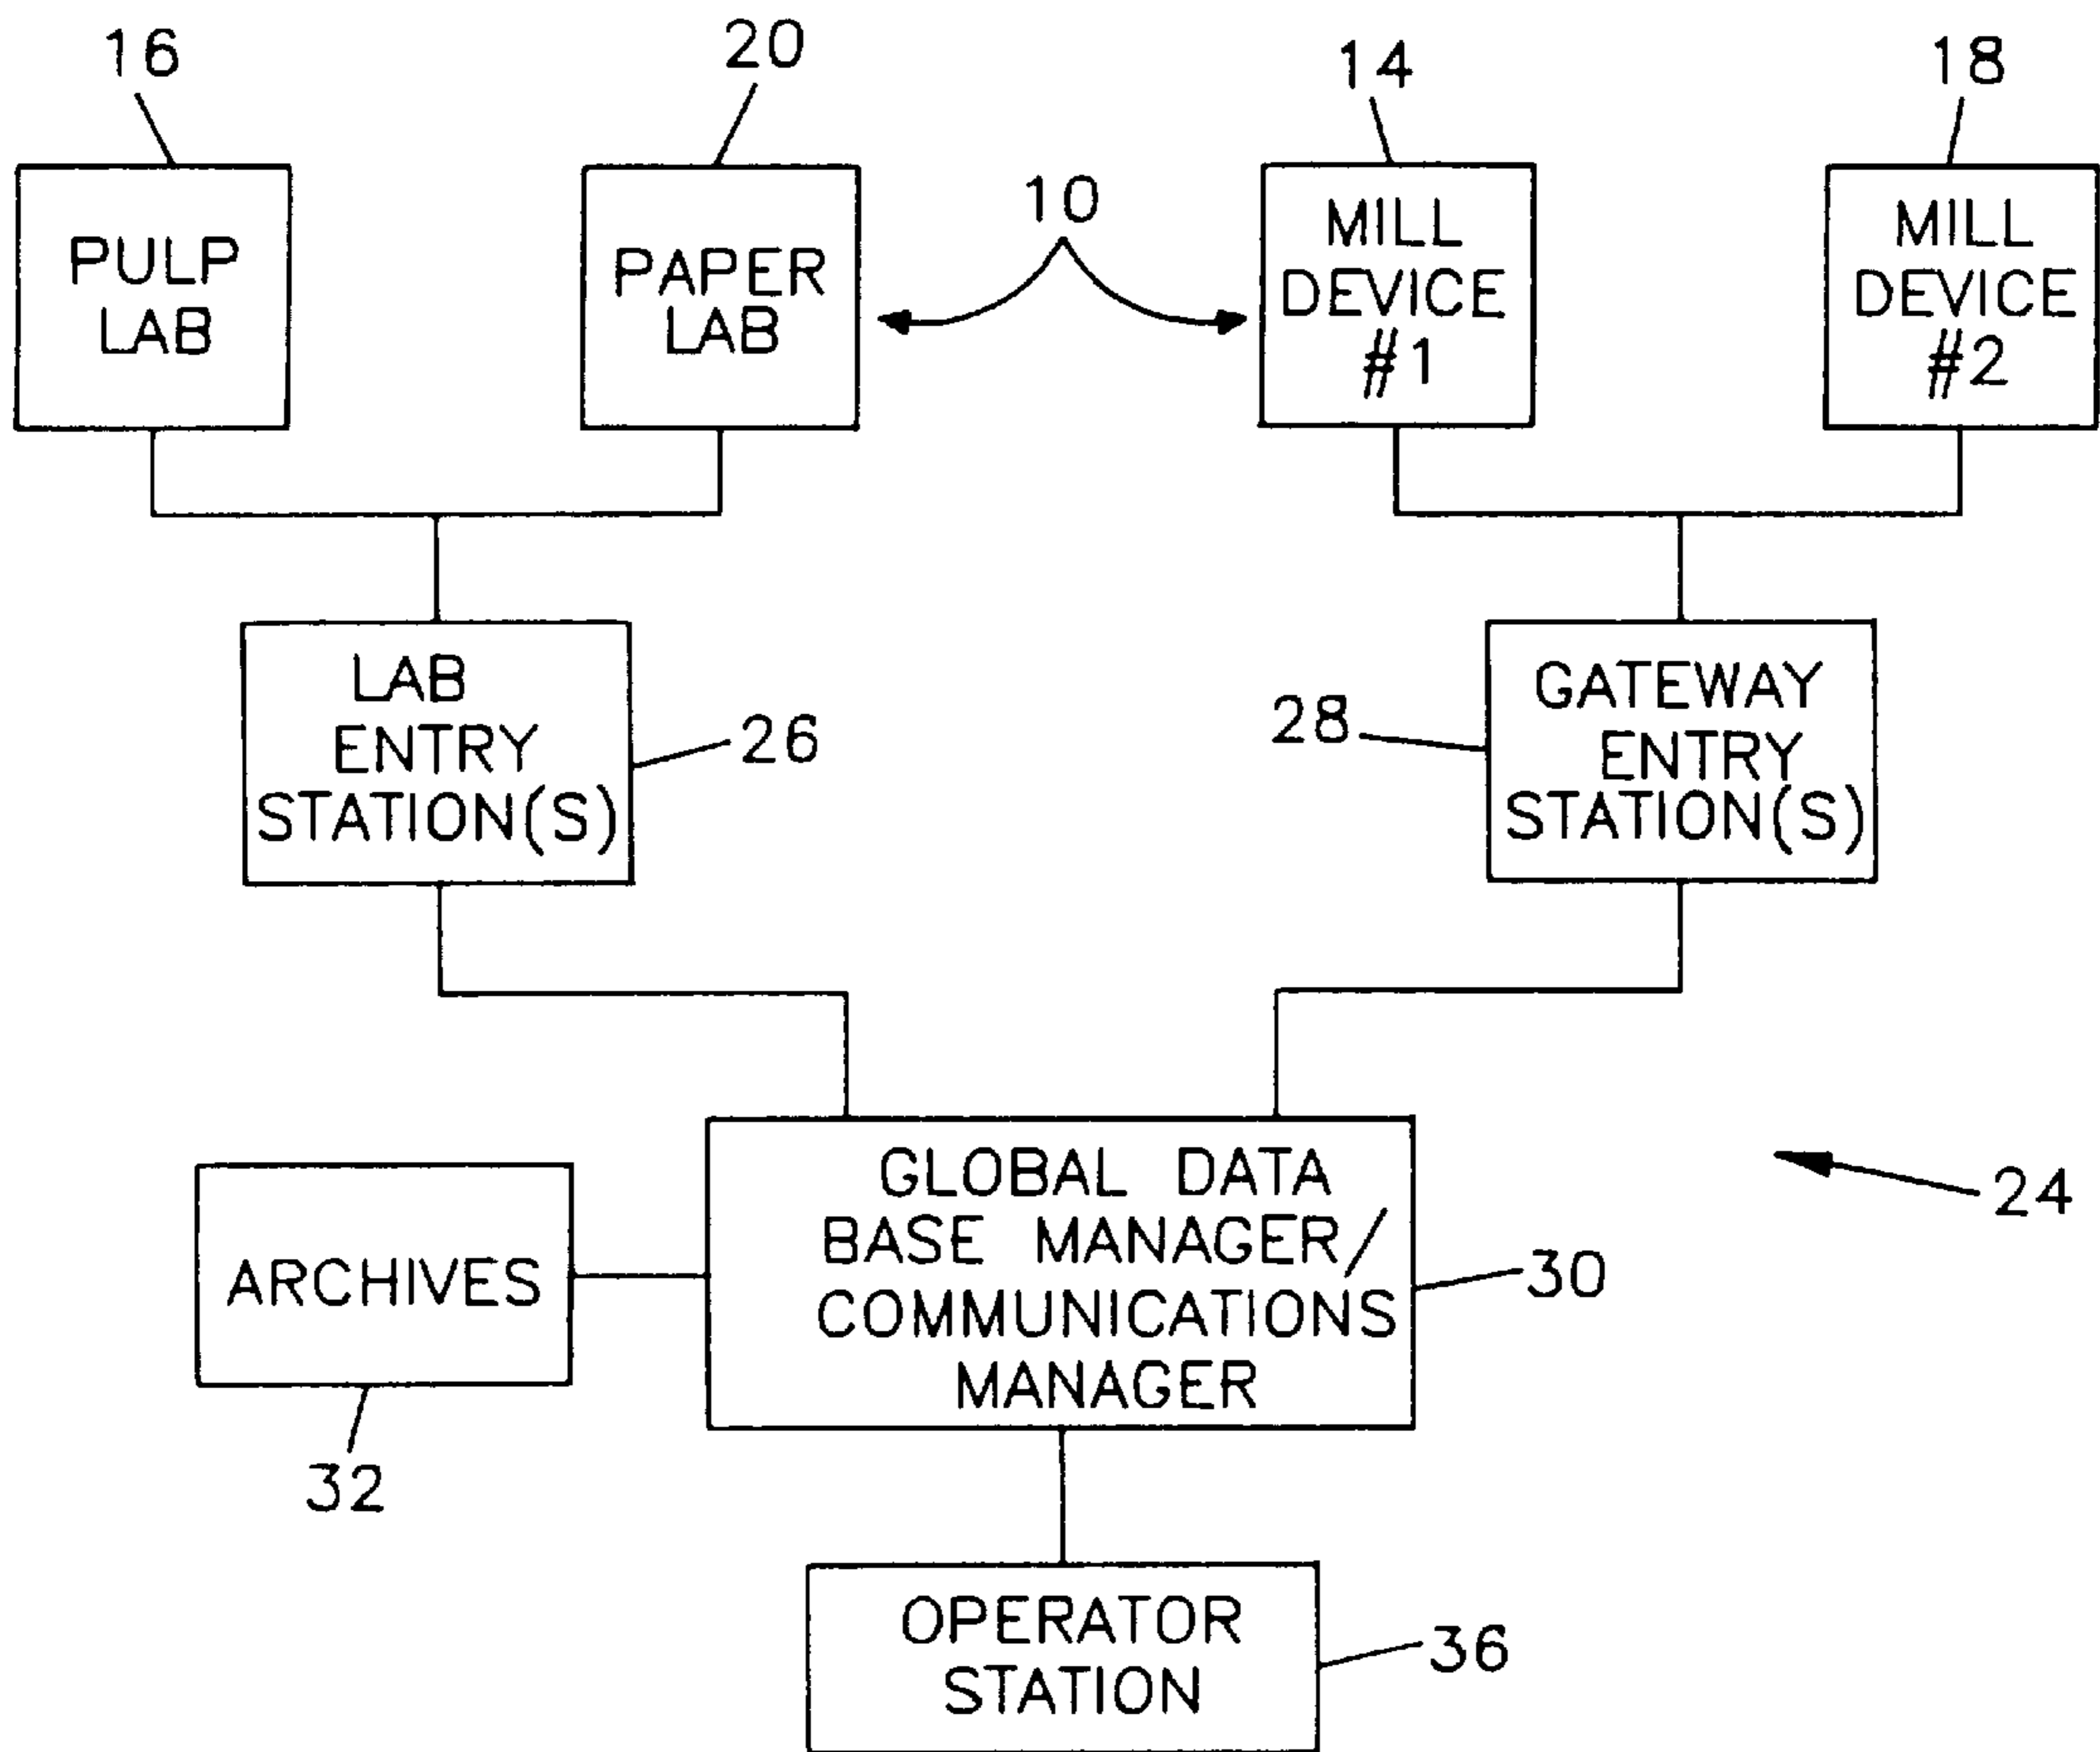 16
20
14
18
10
PULP
LAB
PAPER
LAB
MILL
DEVICE
#1
MILL
DEVICE
#2
LAB
ENTRY
STATION(S)
26
28
GATEWAY
ENTRY
STATION(S)
24
GLOBAL DATA
BASE MANAGER/
COMMUNICATIONS
MANAGER
30
ARCHIVES
32
OPERATOR
STATION
36